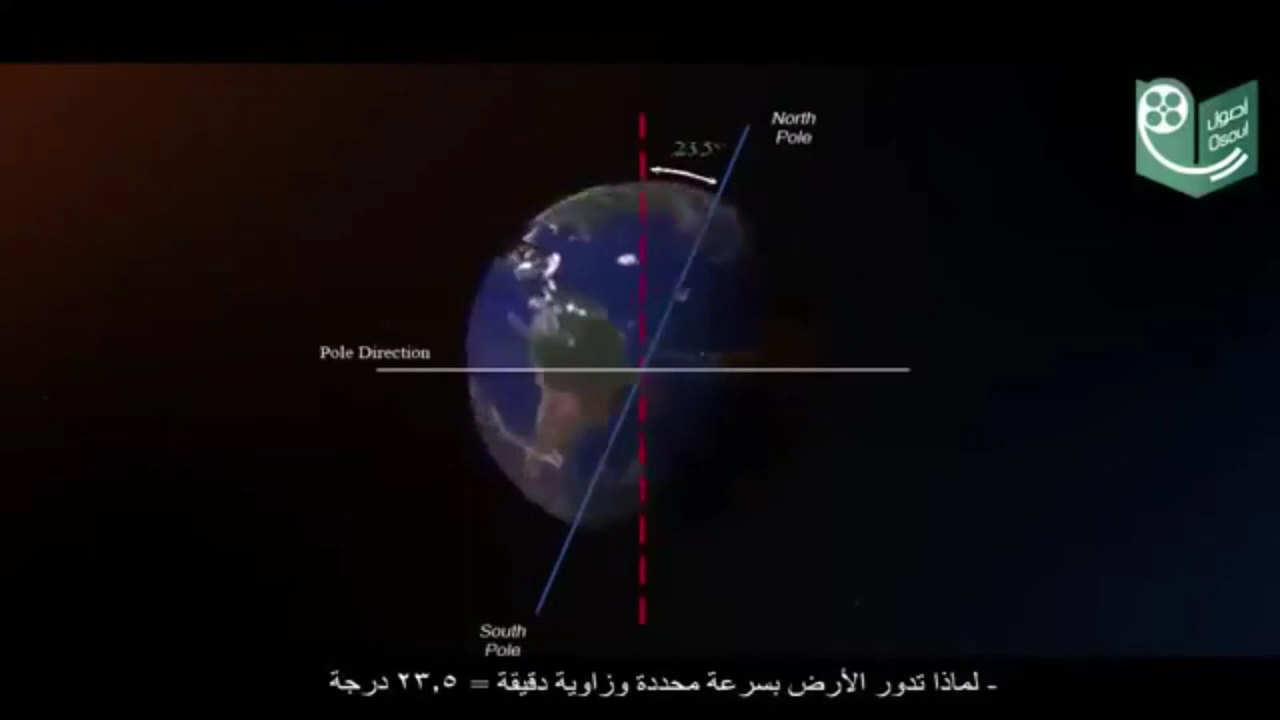 أصول
Osoul
North
Pole
23.5°
Pole Direction
South
Pole
- لماذا تدور الأرض بسرعة محددة وزاوية دقيقة = ٢٣,٥ درجة